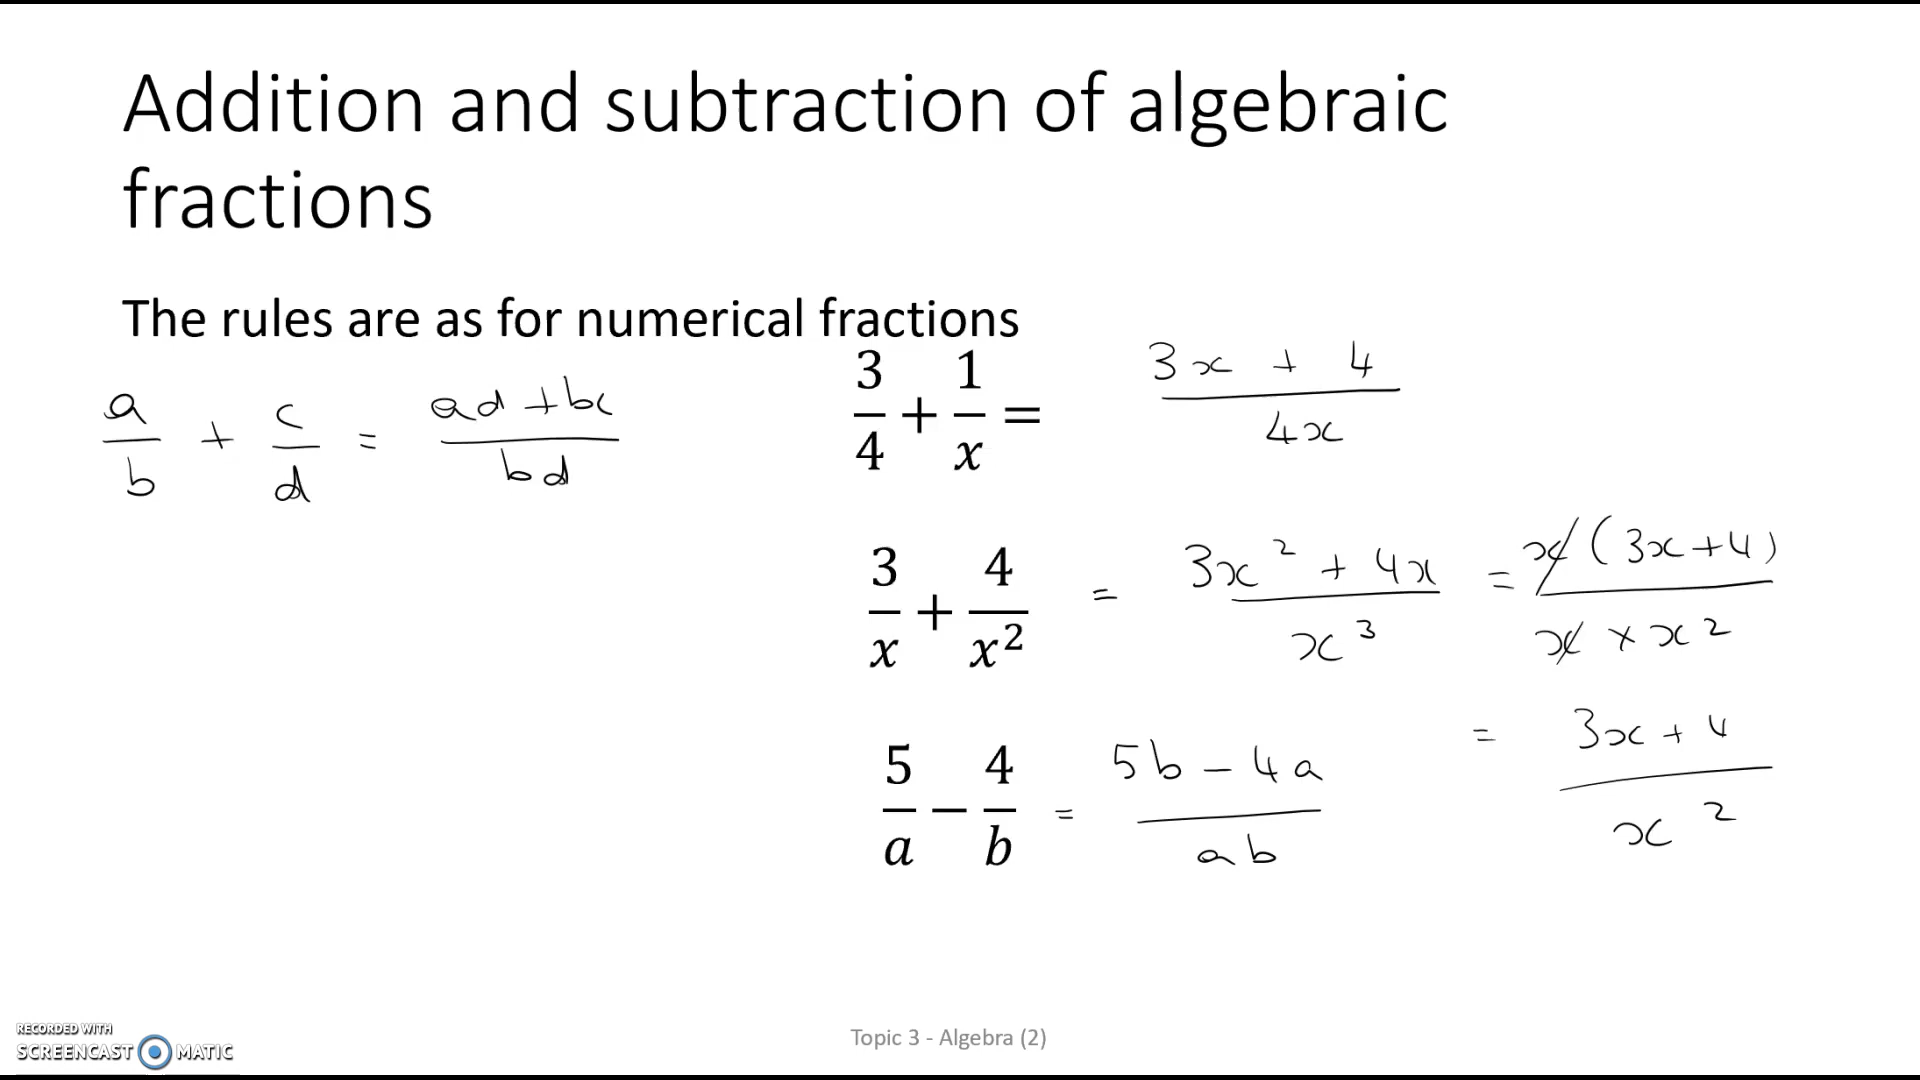 Addition and subtraction of algebraic
fractions
The rules are as for numerical fractions
a/b + c/d = (ad + bc)/(bd)
3/4 + 1/x = (3x + 4)/(4x)
3/x + 4/x² = (3x² + 4x)/(x³) = x(3x + 4)/(x × x²)
= (3x + 4)/(x²)
5/a − 4/b = (5b − 4a)/(ab)
RECORDED WITH
SCREENCAST MATIC
Topic 3 - Algebra (2)